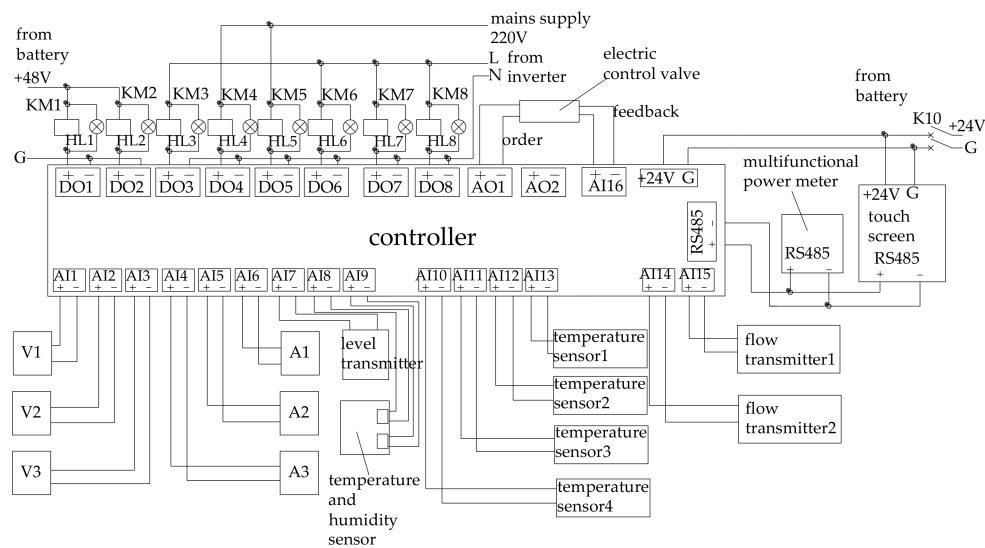 mains supply
220V
from
battery
+48V
L from
N inverter
electric
control valve
from
battery
KM1
KM2
KM3
KM4
KM5
KM6
KM7
KM8
HL1
HL2
HL3
HL4
HL5
HL6
HL7
HL8
order
feedback
K10
+24V
G
G
+ −
DO1
+ −
DO2
+ −
DO3
+ −
DO4
+ −
DO5
+ −
DO6
+ −
DO7
+ −
DO8
+ −
AO1
+ −
AO2
+ −
AI16
+24V G
multifunctional
power meter
RS485
+ −
+24V G
touch
screen
RS485
+ −
RS485
+ −
controller
AI1
+ −
AI2
+ −
AI3
+ −
AI4
+ −
AI5
+ −
AI6
+ −
AI7
+ −
AI8
+ −
AI9
+ −
AI10
+ −
AI11
+ −
AI12
+ −
AI13
+ −
AI14
+ −
AI15
+ −
V1
V2
V3
A1
A2
A3
level
transmitter
temperature
and
humidity
sensor
temperature
sensor1
temperature
sensor2
temperature
sensor3
temperature
sensor4
flow
transmitter1
flow
transmitter2